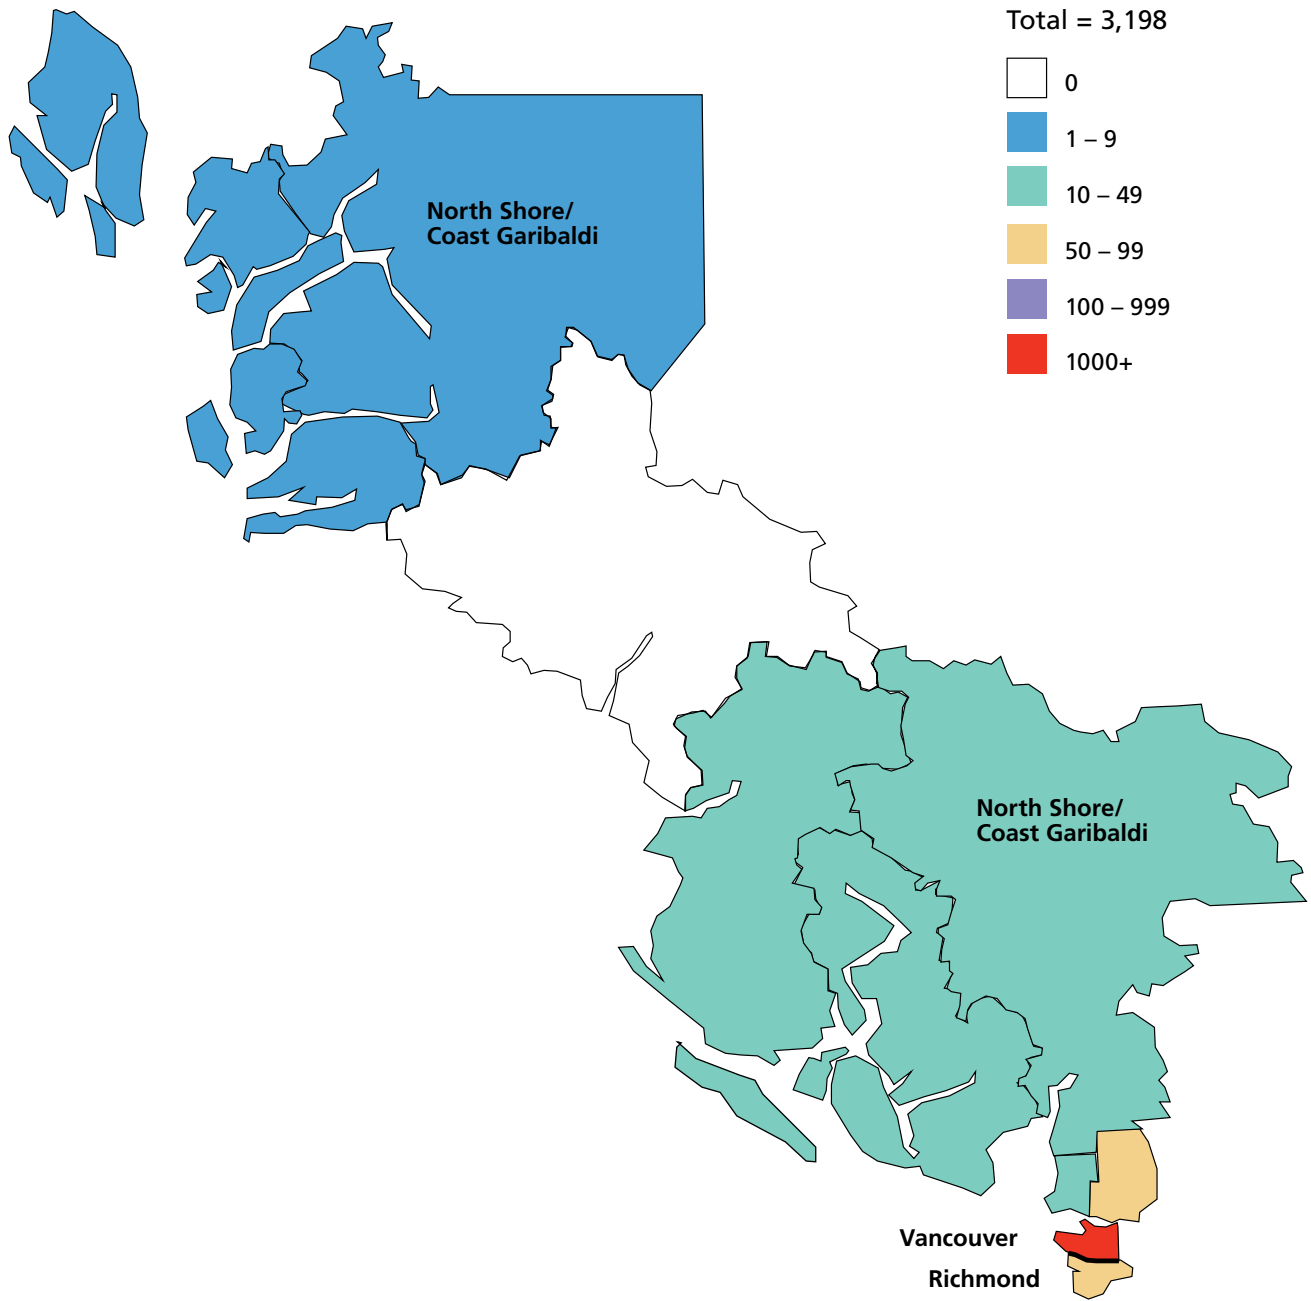 Total = 3,198
0
1 – 9
10 – 49
50 – 99
100 – 999
1000+
North Shore/
Coast Garibaldi
North Shore/
Coast Garibaldi
Vancouver
Richmond